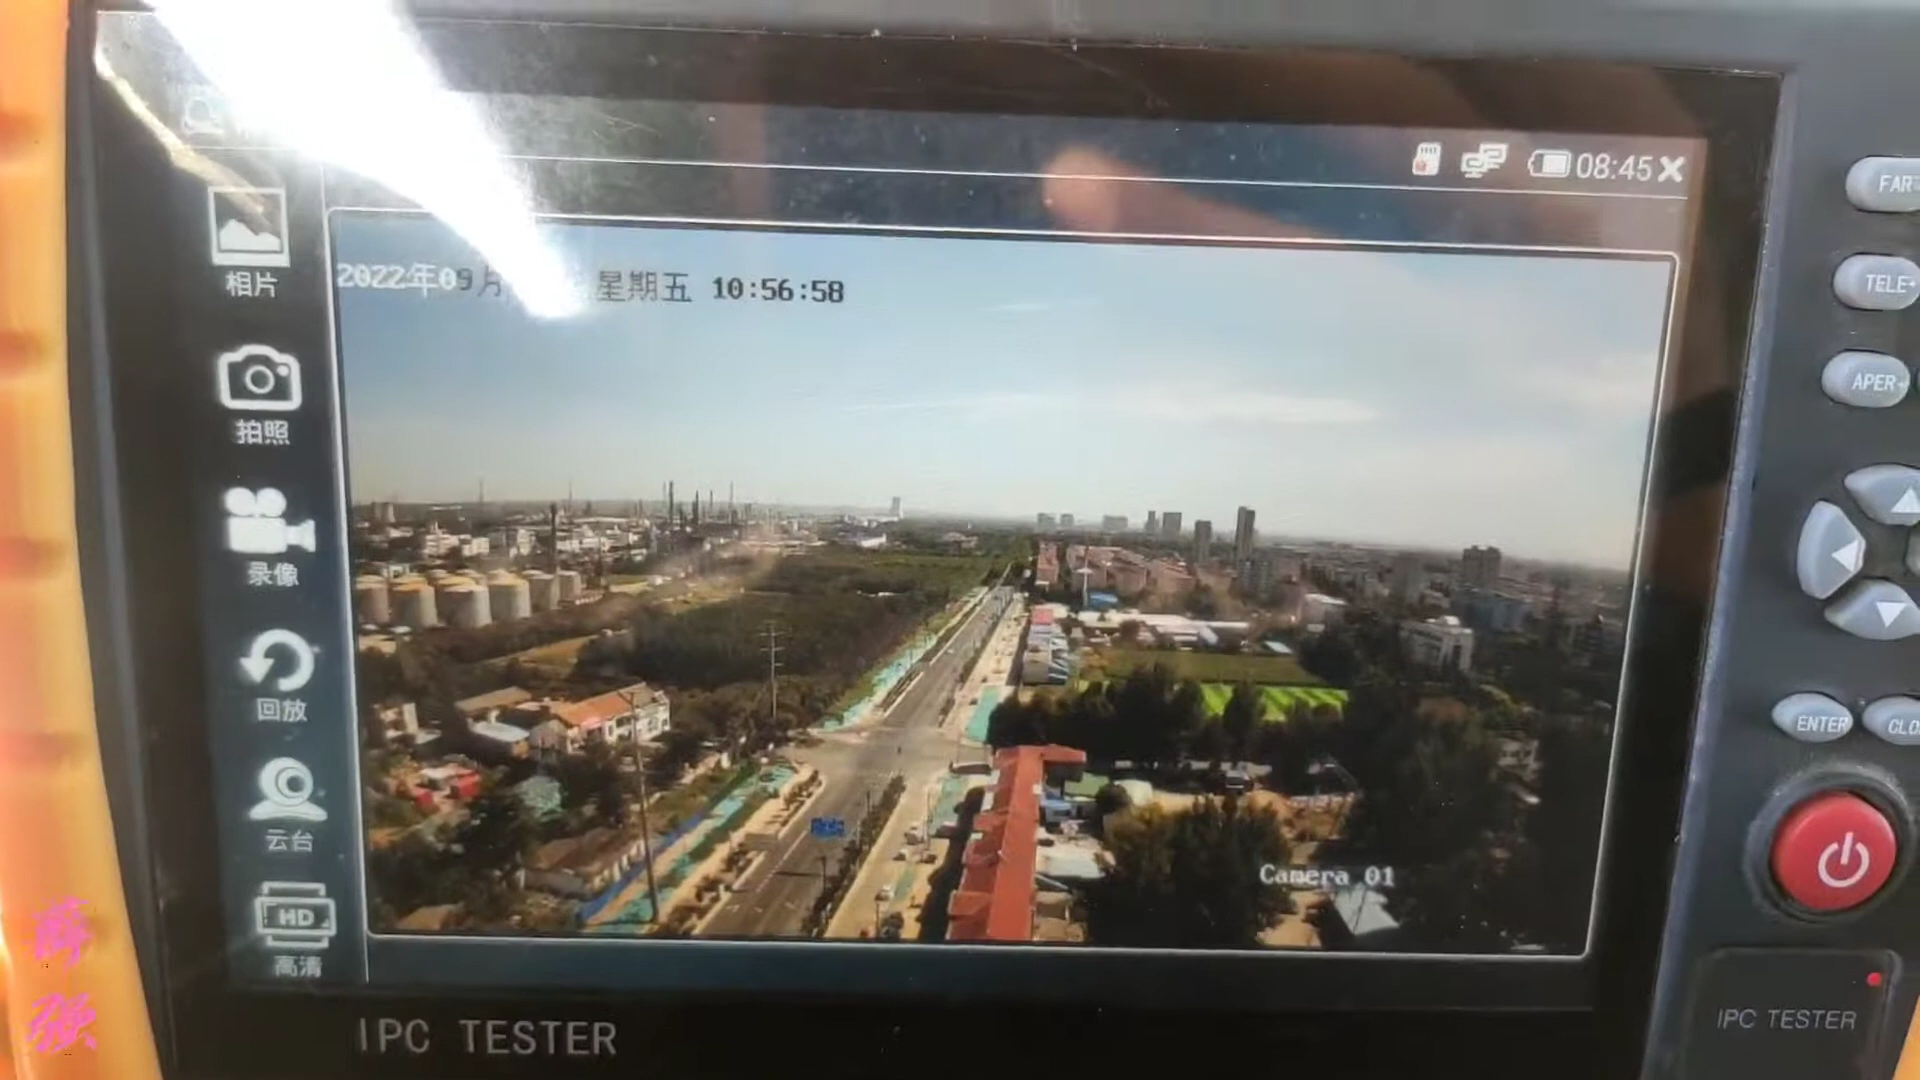 08:45
FAR
TELE+
APER+
相片
2022年09月 星期五 10:56:58
拍照
录像
回放
ENTER
云台
HD
高清
Camera 01
IPC TESTER
IPC TESTER
薛强